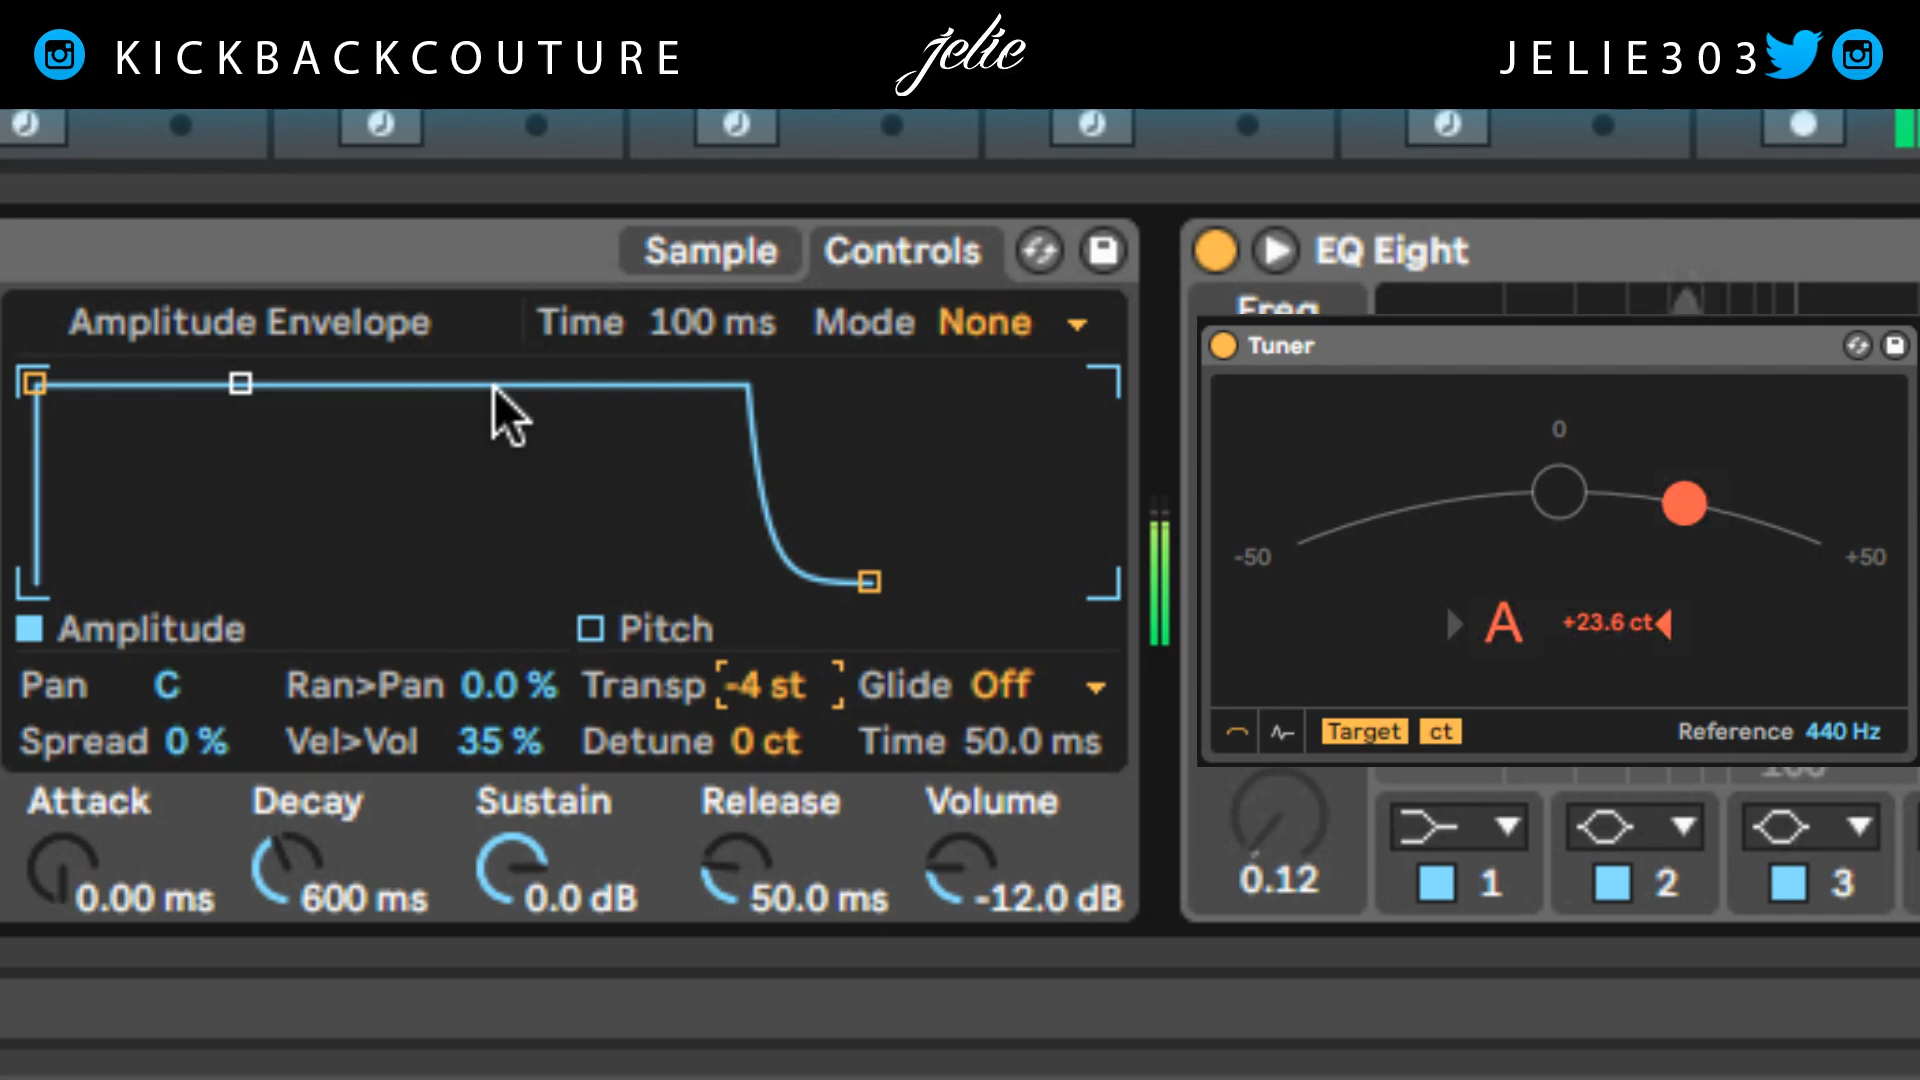 KICKBACKCOUTURE
jelie
JELIE303
Sample Controls
EQ Eight
Freq
Amplitude Envelope Time 100 ms Mode None
Tuner
0
-50 +50
A +23.6 ct
Amplitude Pitch
Pan C Ran>Pan 0.0 % Transp -4 st Glide Off
Spread 0 % Vel>Vol 35 % Detune 0 ct Time 50.0 ms
Target ct Reference 440 Hz
Attack Decay Sustain Release Volume
0.00 ms 600 ms 0.0 dB 50.0 ms -12.0 dB
0.12
1 2 3